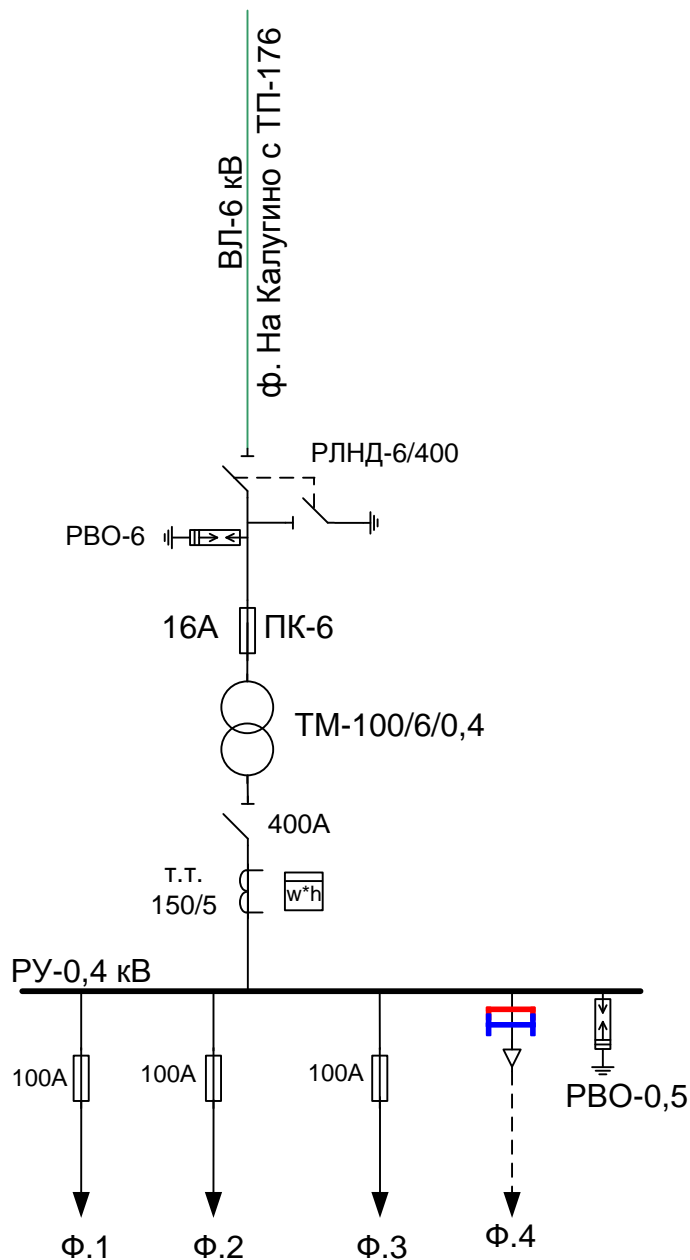 ВЛ-6 кВ
ф. На Калугино с ТП-176
РЛНД-6/400
РВО-6
16А
ПК-6
ТМ-100/6/0,4
400А
т.т.
150/5
w*h
РУ-0,4 кВ
100А
100А
100А
РВО-0,5
Ф.1
Ф.2
Ф.3
Ф.4